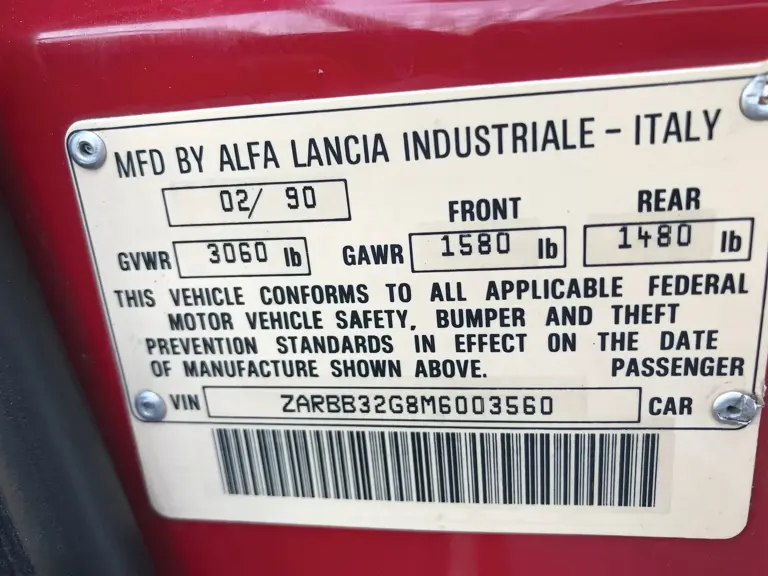 MFD BY ALFA LANCIA INDUSTRIALE - ITALY
02/ 90 FRONT REAR
GVWR 3060 lb GAWR 1580 lb 1480 lb
THIS VEHICLE CONFORMS TO ALL APPLICABLE FEDERAL
MOTOR VEHICLE SAFETY, BUMPER AND THEFT
PREVENTION STANDARDS IN EFFECT ON THE DATE
OF MANUFACTURE SHOWN ABOVE. PASSENGER
VIN ZARBB32G8M6003560 CAR